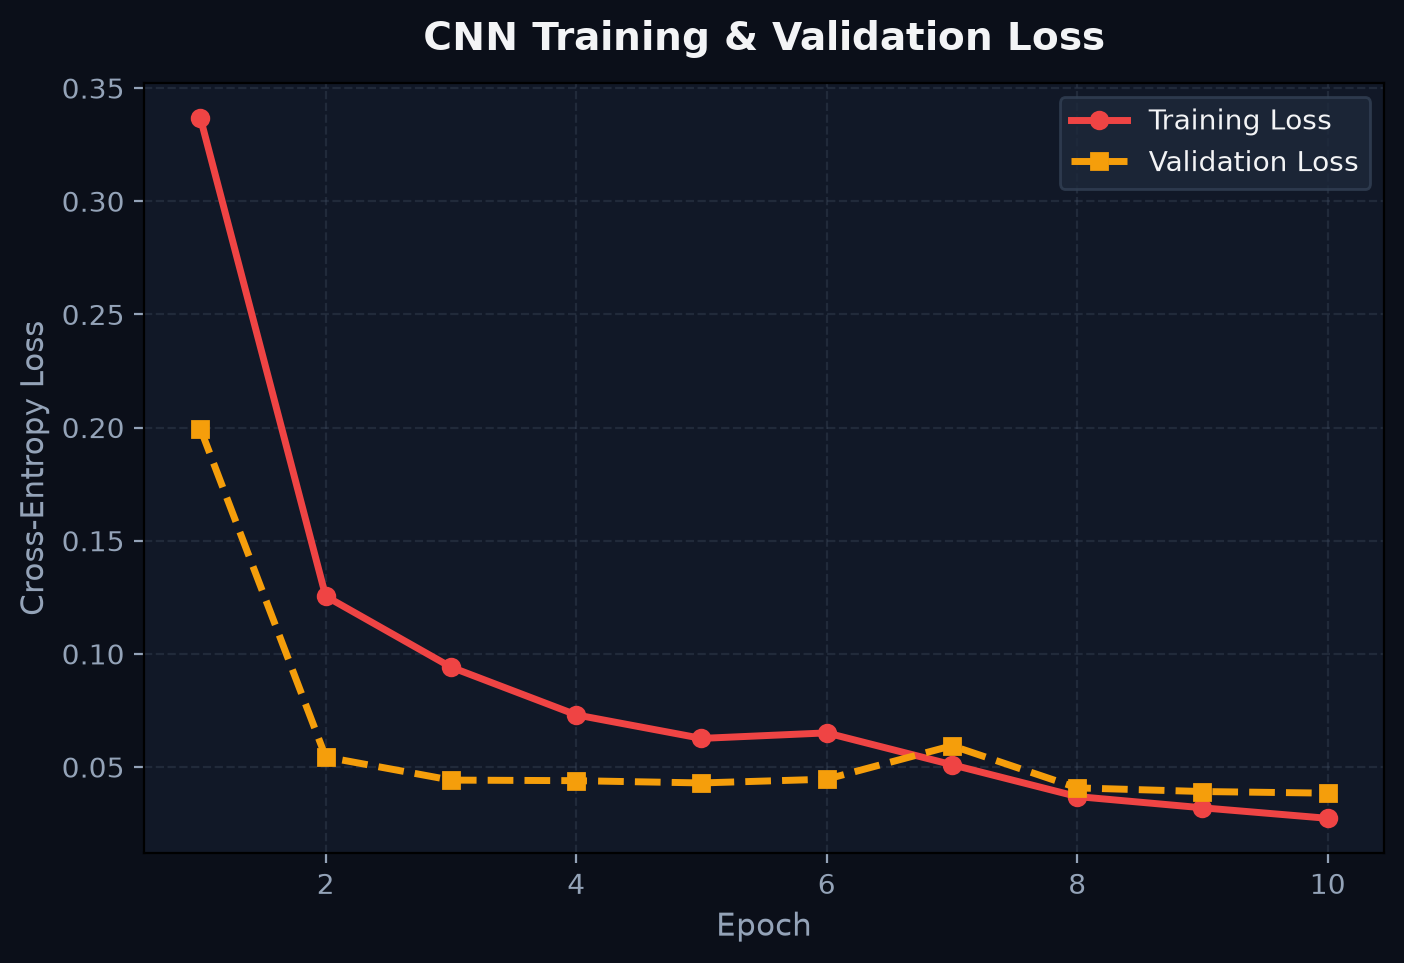 CNN Training & Validation Loss
Training Loss
Validation Loss
0.35
0.30
0.25
0.20
0.15
0.10
0.05
Cross-Entropy Loss
2 4 6 8 10
Epoch